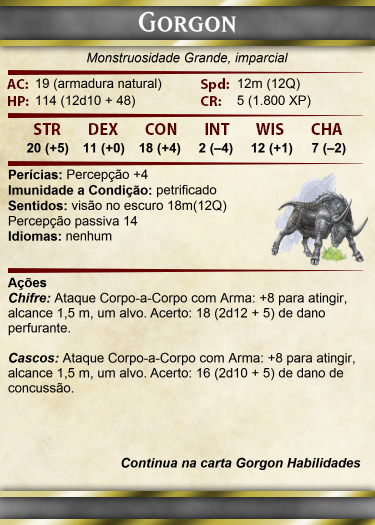 GORGON
Monstruosidade Grande, imparcial
AC: 19 (armadura natural) Spd: 12m (12Q)
HP: 114 (12d10 + 48) CR: 5 (1.800 XP)
STR DEX CON INT WIS CHA
20 (+5) 11 (+0) 18 (+4) 2 (–4) 12 (+1) 7 (–2)
Perícias: Percepção +4
Imunidade a Condição: petrificado
Sentidos: visão no escuro 18m(12Q)
Percepção passiva 14
Idiomas: nenhum
Ações
Chifre: Ataque Corpo-a-Corpo com Arma: +8 para atingir,
alcance 1,5 m, um alvo. Acerto: 18 (2d12 + 5) de dano
perfurante.
Cascos: Ataque Corpo-a-Corpo com Arma: +8 para atingir,
alcance 1,5 m, um alvo. Acerto: 16 (2d10 + 5) de dano de
concussão.
Continua na carta Gorgon Habilidades